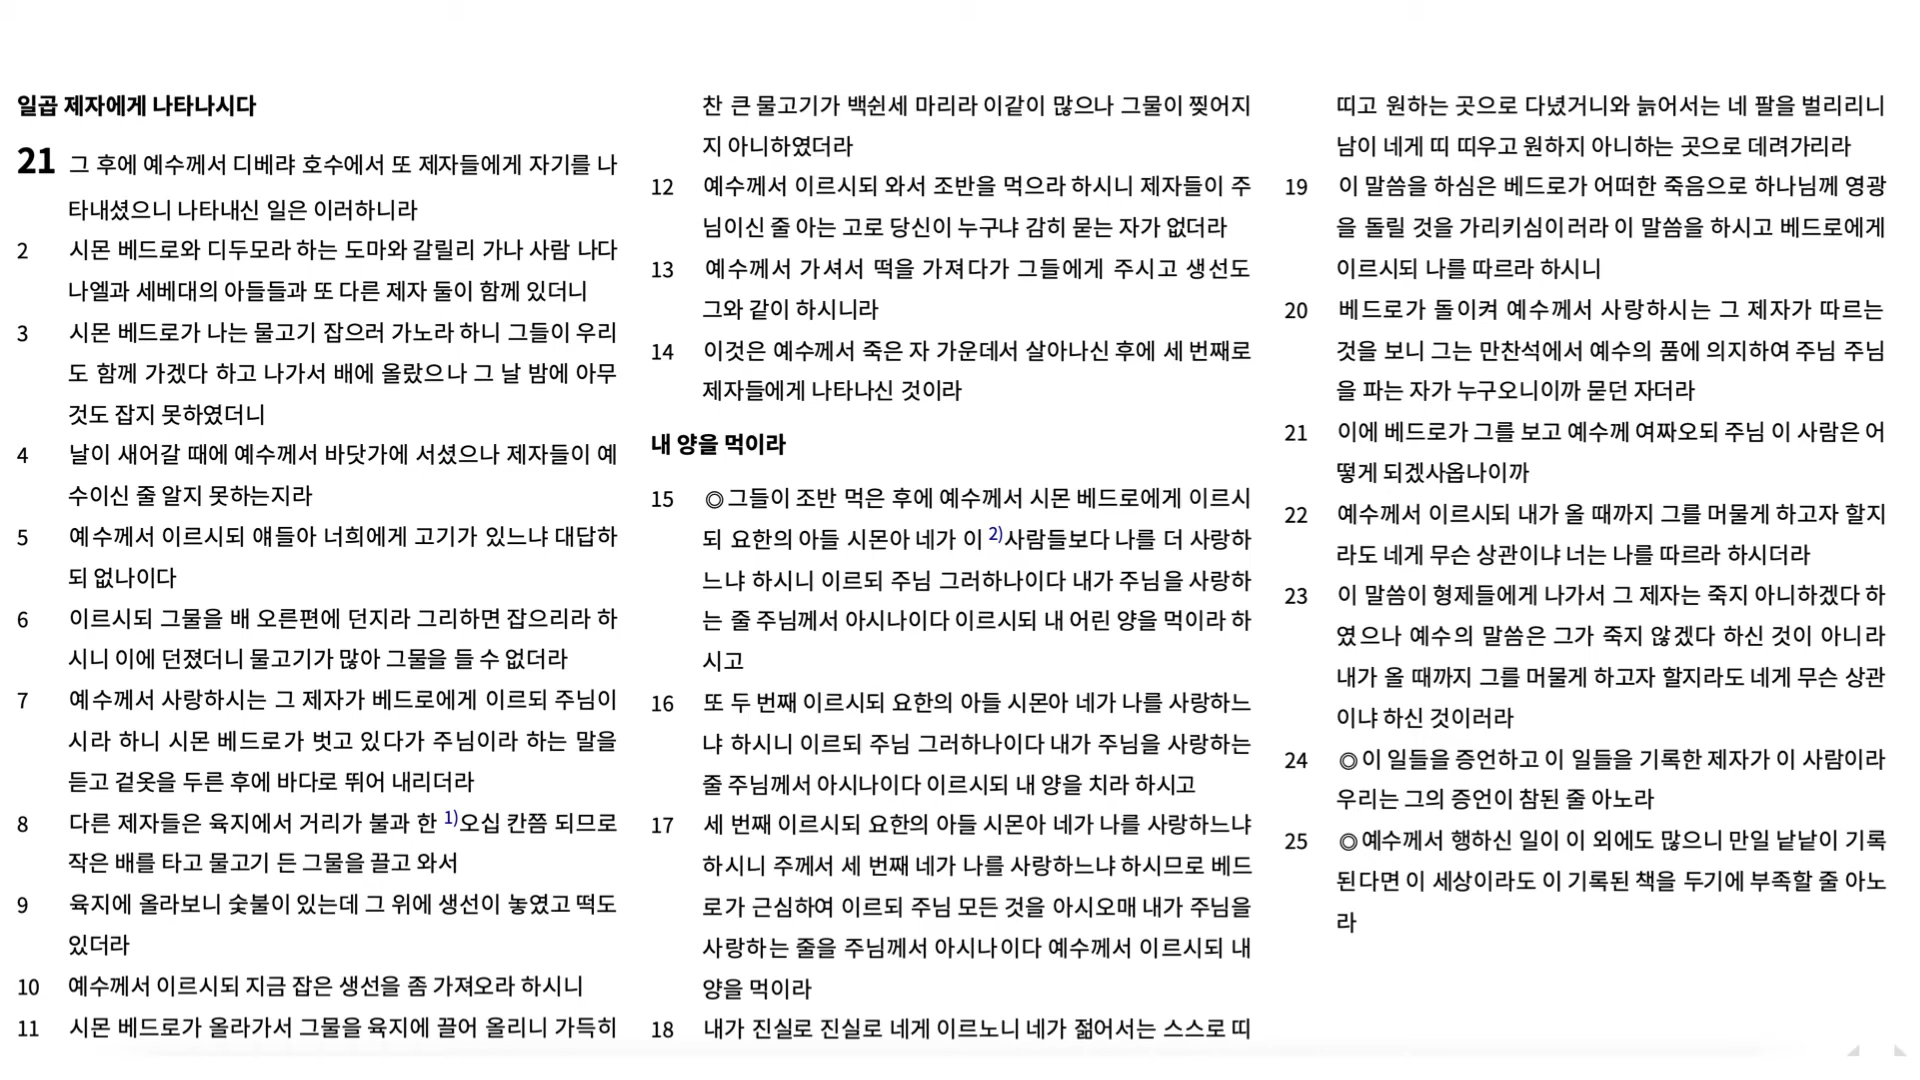 일곱 제자에게 나타나시다
21 그 후에 예수께서 디베랴 호수에서 또 제자들에게 자기를 나
타내셨으니 나타내신 일은 이러하니라
2 시몬 베드로와 디두모라 하는 도마와 갈릴리 가나 사람 나다
나엘과 세베대의 아들들과 또 다른 제자 둘이 함께 있더니
3 시몬 베드로가 나는 물고기 잡으러 가노라 하니 그들이 우리
도 함께 가겠다 하고 나가서 배에 올랐으나 그 날 밤에 아무
것도 잡지 못하였더니
4 날이 새어갈 때에 예수께서 바닷가에 서셨으나 제자들이 예
수이신 줄 알지 못하는지라
5 예수께서 이르시되 얘들아 너희에게 고기가 있느냐 대답하
되 없나이다
6 이르시되 그물을 배 오른편에 던지라 그리하면 잡으리라 하
시니 이에 던졌더니 물고기가 많아 그물을 들 수 없더라
7 예수께서 사랑하시는 그 제자가 베드로에게 이르되 주님이
시라 하니 시몬 베드로가 벗고 있다가 주님이라 하는 말을
듣고 겉옷을 두른 후에 바다로 뛰어 내리더라
8 다른 제자들은 육지에서 거리가 불과 한 1)오십 칸쯤 되므로
작은 배를 타고 물고기 든 그물을 끌고 와서
9 육지에 올라보니 숯불이 있는데 그 위에 생선이 놓였고 떡도
있더라
10 예수께서 이르시되 지금 잡은 생선을 좀 가져오라 하시니
11 시몬 베드로가 올라가서 그물을 육지에 끌어 올리니 가득히
찬 큰 물고기가 백쉰세 마리라 이같이 많으나 그물이 찢어지
지 아니하였더라
12 예수께서 이르시되 와서 조반을 먹으라 하시니 제자들이 주
님이신 줄 아는 고로 당신이 누구냐 감히 묻는 자가 없더라
13 예수께서 가셔서 떡을 가져다가 그들에게 주시고 생선도
그와 같이 하시니라
14 이것은 예수께서 죽은 자 가운데서 살아나신 후에 세 번째로
제자들에게 나타나신 것이라
내 양을 먹이라
15 ◎그들이 조반 먹은 후에 예수께서 시몬 베드로에게 이르시
되 요한의 아들 시몬아 네가 이 2)사람들보다 나를 더 사랑하
느냐 하시니 이르되 주님 그러하나이다 내가 주님을 사랑하
는 줄 주님께서 아시나이다 이르시되 내 어린 양을 먹이라 하
시고
16 또 두 번째 이르시되 요한의 아들 시몬아 네가 나를 사랑하느
냐 하시니 이르되 주님 그러하나이다 내가 주님을 사랑하는
줄 주님께서 아시나이다 이르시되 내 양을 치라 하시고
17 세 번째 이르시되 요한의 아들 시몬아 네가 나를 사랑하느냐
하시니 주께서 세 번째 네가 나를 사랑하느냐 하시므로 베드
로가 근심하여 이르되 주님 모든 것을 아시오매 내가 주님을
사랑하는 줄을 주님께서 아시나이다 예수께서 이르시되 내
양을 먹이라
18 내가 진실로 진실로 네게 이르노니 네가 젊어서는 스스로 띠
띠고 원하는 곳으로 다녔거니와 늙어서는 네 팔을 벌리리니
남이 네게 띠 띠우고 원하지 아니하는 곳으로 데려가리라
19 이 말씀을 하심은 베드로가 어떠한 죽음으로 하나님께 영광
을 돌릴 것을 가리키심이러라 이 말씀을 하시고 베드로에게
이르시되 나를 따르라 하시니
20 베드로가 돌이켜 예수께서 사랑하시는 그 제자가 따르는
것을 보니 그는 만찬석에서 예수의 품에 의지하여 주님 주님
을 파는 자가 누구오니이까 묻던 자더라
21 이에 베드로가 그를 보고 예수께 여짜오되 주님 이 사람은 어
떻게 되겠사옵나이까
22 예수께서 이르시되 내가 올 때까지 그를 머물게 하고자 할지
라도 네게 무슨 상관이냐 너는 나를 따르라 하시더라
23 이 말씀이 형제들에게 나가서 그 제자는 죽지 아니하겠다 하
였으나 예수의 말씀은 그가 죽지 않겠다 하신 것이 아니라
내가 올 때까지 그를 머물게 하고자 할지라도 네게 무슨 상관
이냐 하신 것이러라
24 ◎이 일들을 증언하고 이 일들을 기록한 제자가 이 사람이라
우리는 그의 증언이 참된 줄 아노라
25 ◎예수께서 행하신 일이 이 외에도 많으니 만일 낱낱이 기록
된다면 이 세상이라도 이 기록된 책을 두기에 부족할 줄 아노
라